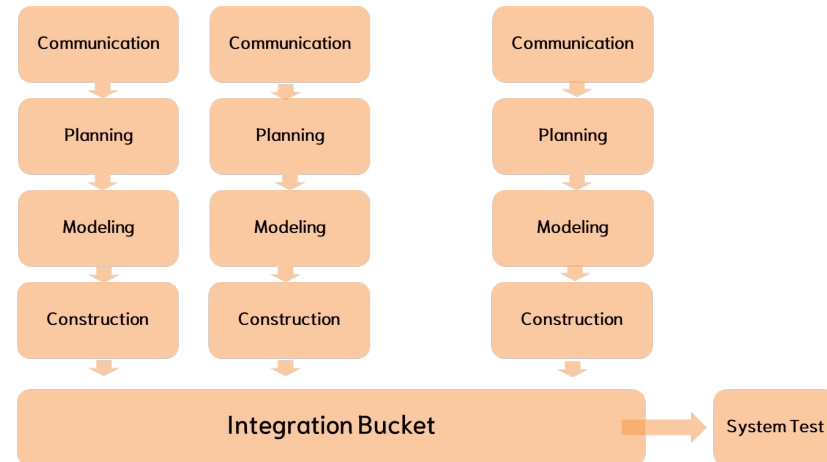 Communication
Communication
Communication
Planning
Planning
Planning
Modeling
Modeling
Modeling
Construction
Construction
Construction
Integration Bucket
System Test